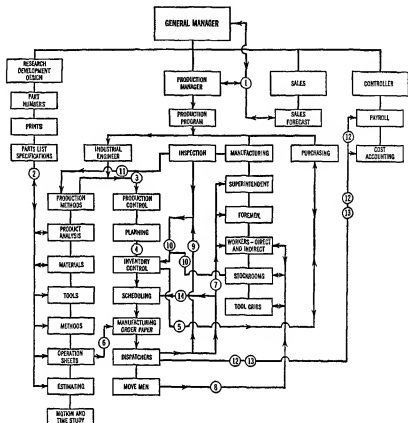 GENERAL MANAGER
RESEARCH
DEVELOPMENT
DESIGN
PRODUCTION
MANAGER
1
SALES
CONTROLLER
PART
NUMBERS
PRODUCTION
PROGRAM
SALES
FORECAST
PAYROLL
PRINTS
12
PARTS LIST
SPECIFICATIONS
INDUSTRIAL
ENGINEER
INSPECTION
MANUFACTURING
PURCHASING
COST
ACCOUNTING
2
11
3
SUPERINTENDENT
12
13
PRODUCTION
METHODS
PRODUCTION
CONTROL
FOREMEN
PRODUCT
ANALYSIS
PLANNING
10
9
WORKERS - DIRECT
AND INDIRECT
4
10
MATERIALS
INVENTORY
CONTROL
STOCKROOMS
7
TOOLS
SCHEDULING
14
TOOL CRIBS
METHODS
MANUFACTURING
ORDER PAPER
5
6
OPERATION
SHEETS
DISPATCHERS
12
13
ESTIMATING
MOVE MEN
8
MOTION AND
TIME STUDY